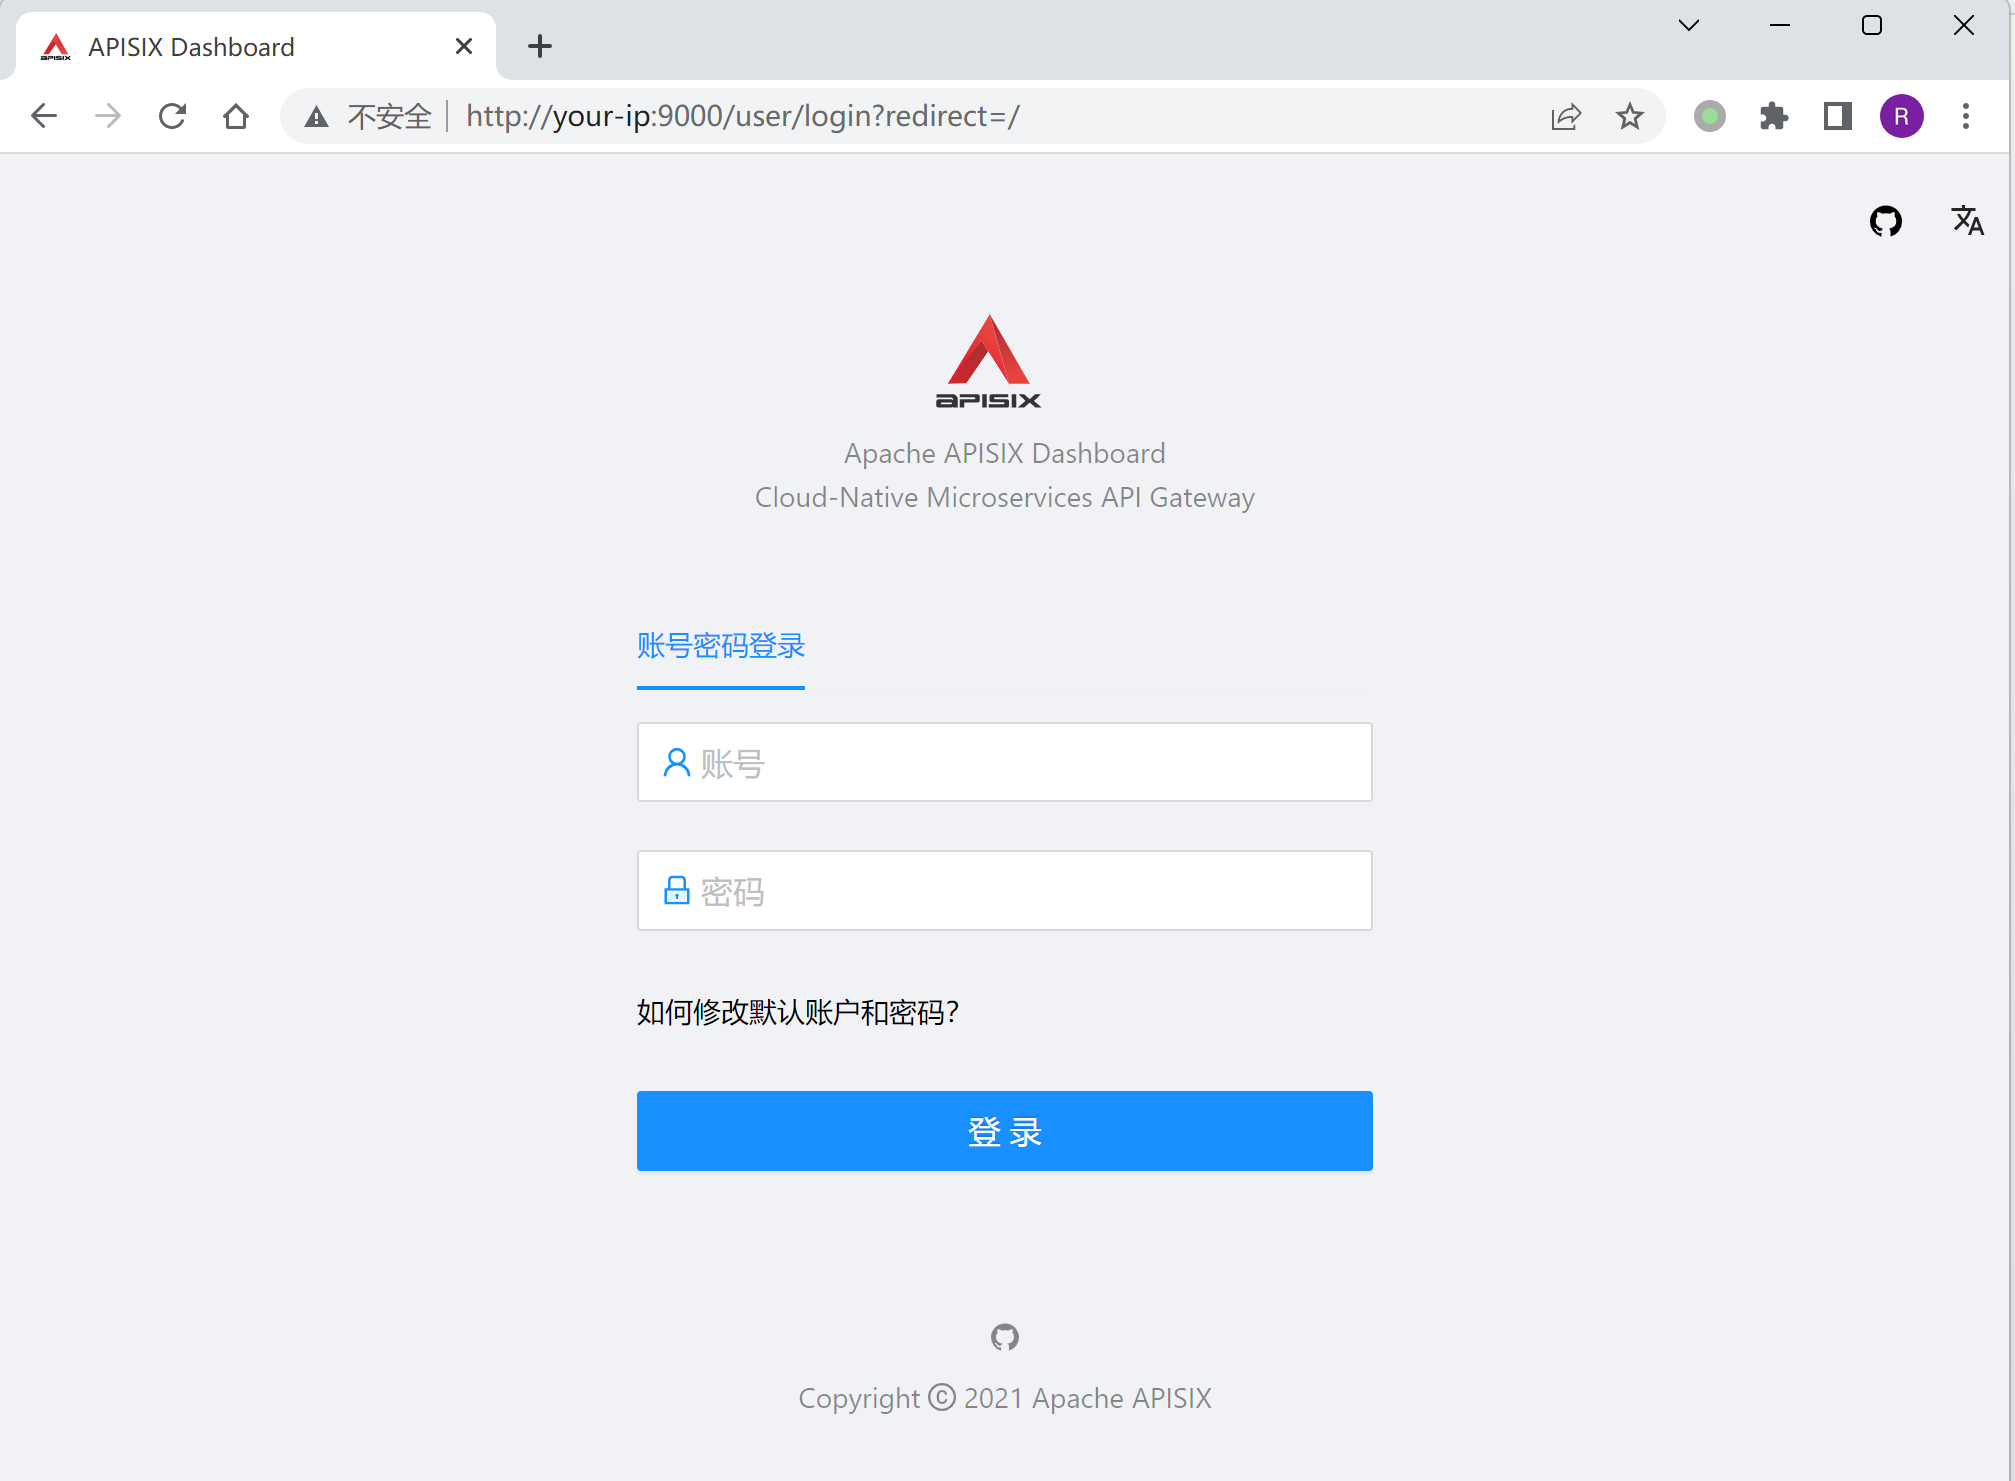 APISIX Dashboard
不安全 http://your-ip:9000/user/login?redirect=/
R
APISIX
Apache APISIX Dashboard
Cloud-Native Microservices API Gateway
账号密码登录
账号
密码
如何修改默认账户和密码？
登 录
Copyright © 2021 Apache APISIX